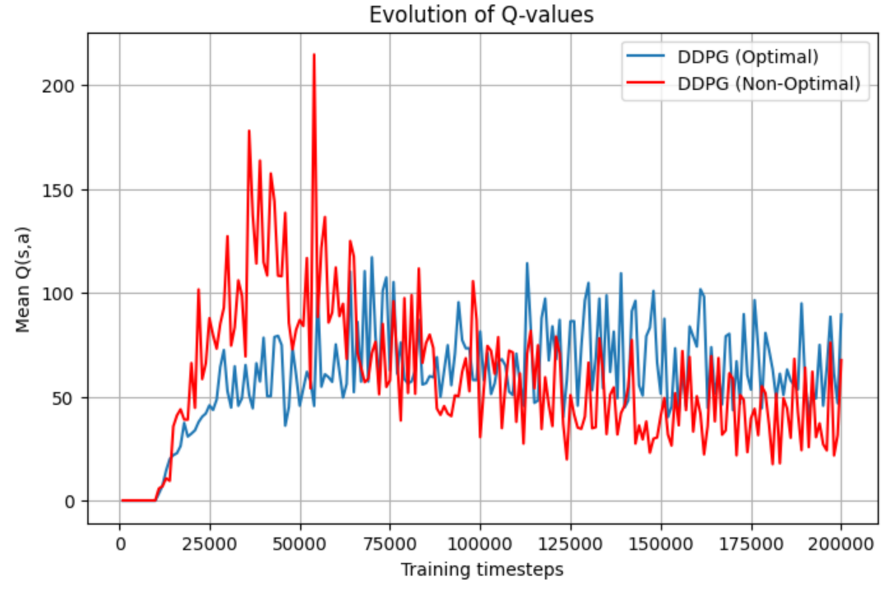 Evolution of Q-values
DDPG (Optimal)
DDPG (Non-Optimal)
Mean Q(s,a)
200
150
100
50
0
0 25000 50000 75000 100000 125000 150000 175000 200000
Training timesteps